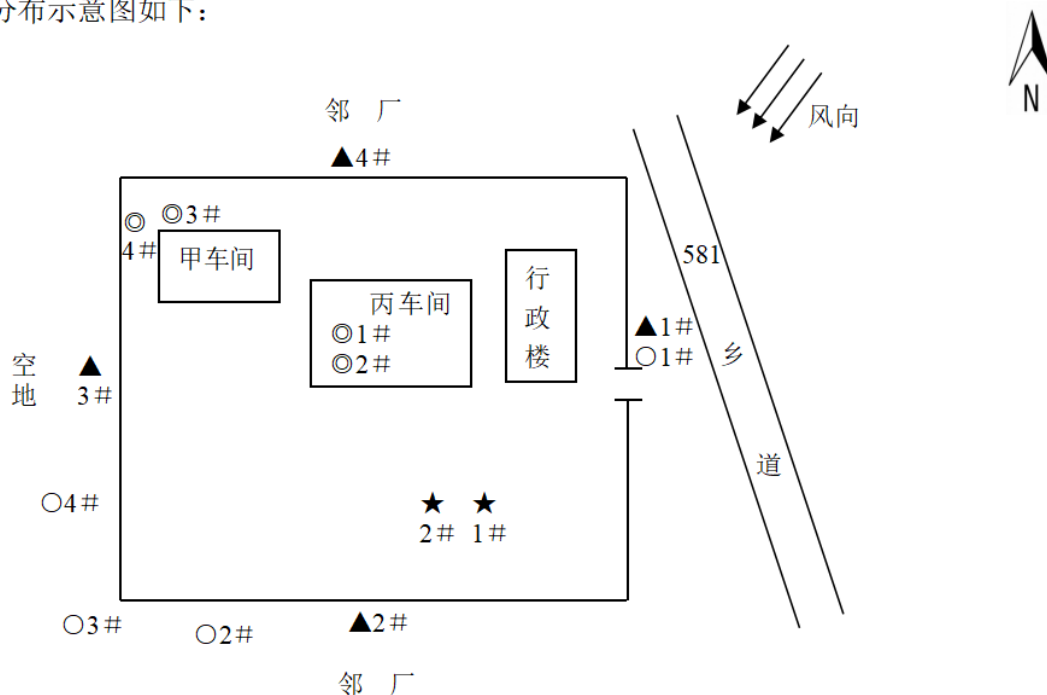 分布示意图如下：
N
风向
邻 厂
▲4＃
◎3＃
◎
4＃
甲车间
581
行
政
楼
丙车间
◎1＃
◎2＃
▲1＃
○1＃
乡
道
空
地
▲
3＃
○4＃
★ ★
2＃ 1＃
○3＃
○2＃
▲2＃
邻 厂